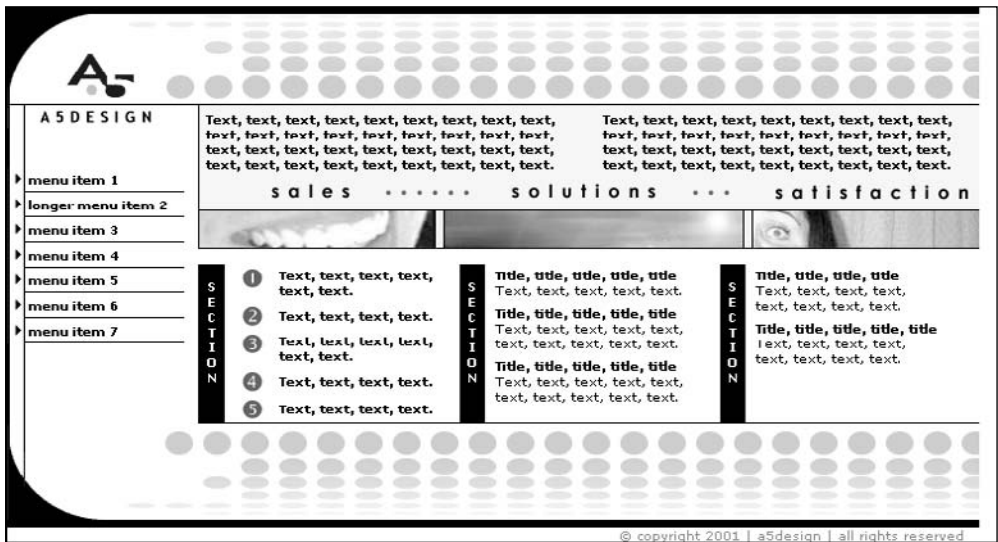 A5
A5DESIGN
menu item 1
longer menu item 2
menu item 3
menu item 4
menu item 5
menu item 6
menu item 7
Text, text, text, text, text, text, text, text, text,
text, text, text, text, text, text, text, text, text,
text, text, text, text, text, text, text, text, text,
text, text, text, text, text, text, text, text, text.
Text, text, text, text, text, text, text, text, text,
text, text, text, text, text, text, text, text, text,
text, text, text, text, text, text, text, text, text,
text, text, text, text, text, text, text, text, text.
sales ...... solutions ... satisfaction
SECTION
1 Text, text, text, text,
text, text.
2 Text, text, text, text.
3 Text, text, text, text,
text, text.
4 Text, text, text, text.
5 Text, text, text, text.
SECTION
Title, title, title, title, title
Text, text, text, text, text.
Title, title, title, title, title
Text, text, text, text, text,
text, text, text, text, text.
Title, title, title, title, title
Text, text, text, text, text,
text, text, text, text, text.
SECTION
Title, title, title, title
Text, text, text, text, text,
text, text, text, text, text.
Title, title, title, title, title
Text, text, text, text, text,
text, text, text, text, text.
© copyright 2001 | a5design | all rights reserved